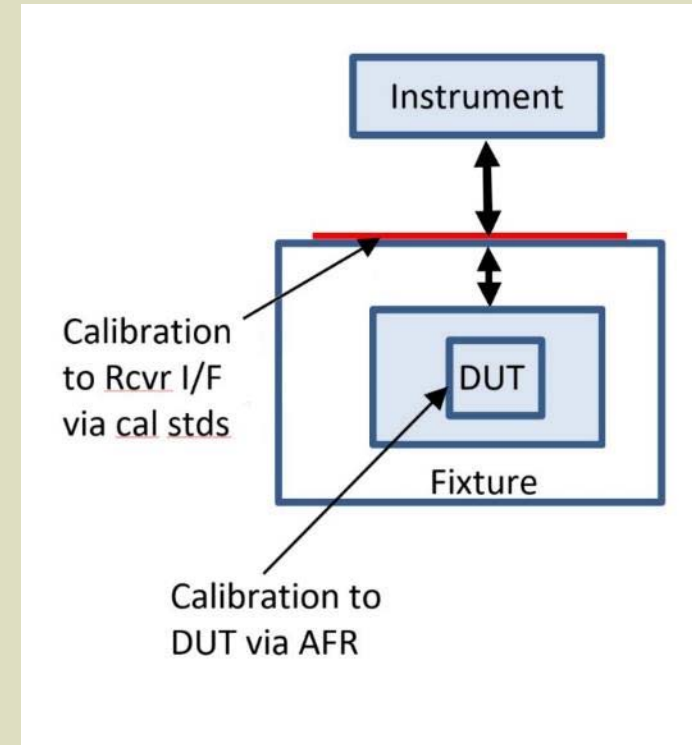 Instrument
Calibration
to Rcvr I/F
via cal stds
DUT
Fixture
Calibration to
DUT via AFR